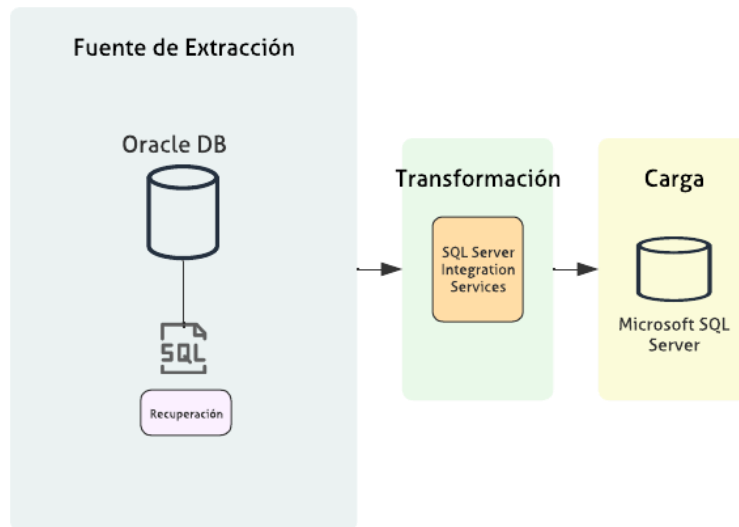 Fuente de Extracción
Oracle DB
SQL
Recuperación
Transformación
SQL Server
Integration
Services
Carga
Microsoft SQL
Server